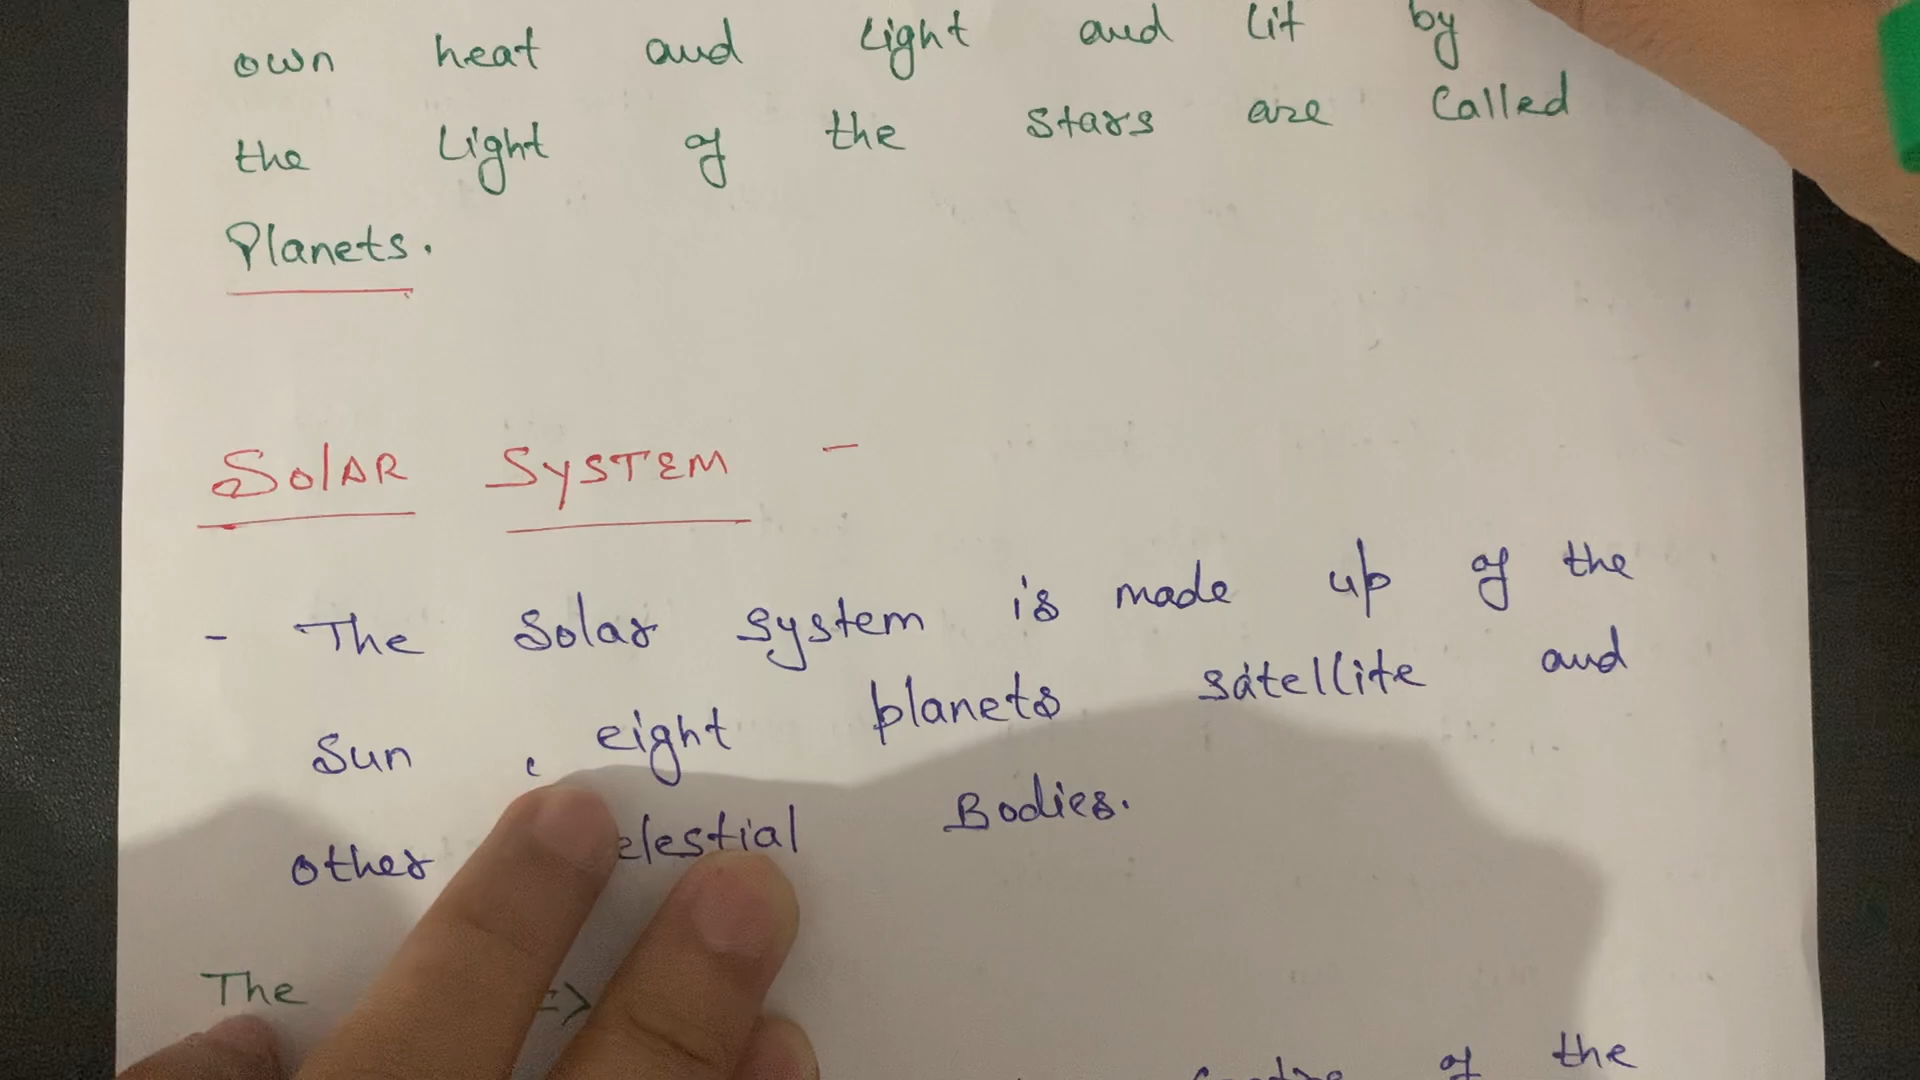 own heat and light and lit by
the Light of the stars are called
Planets.
SOLAR SYSTEM -
- The solar system is made up of the
Sun, eight planets satellite and
other elestial Bodies.
The =>
of the